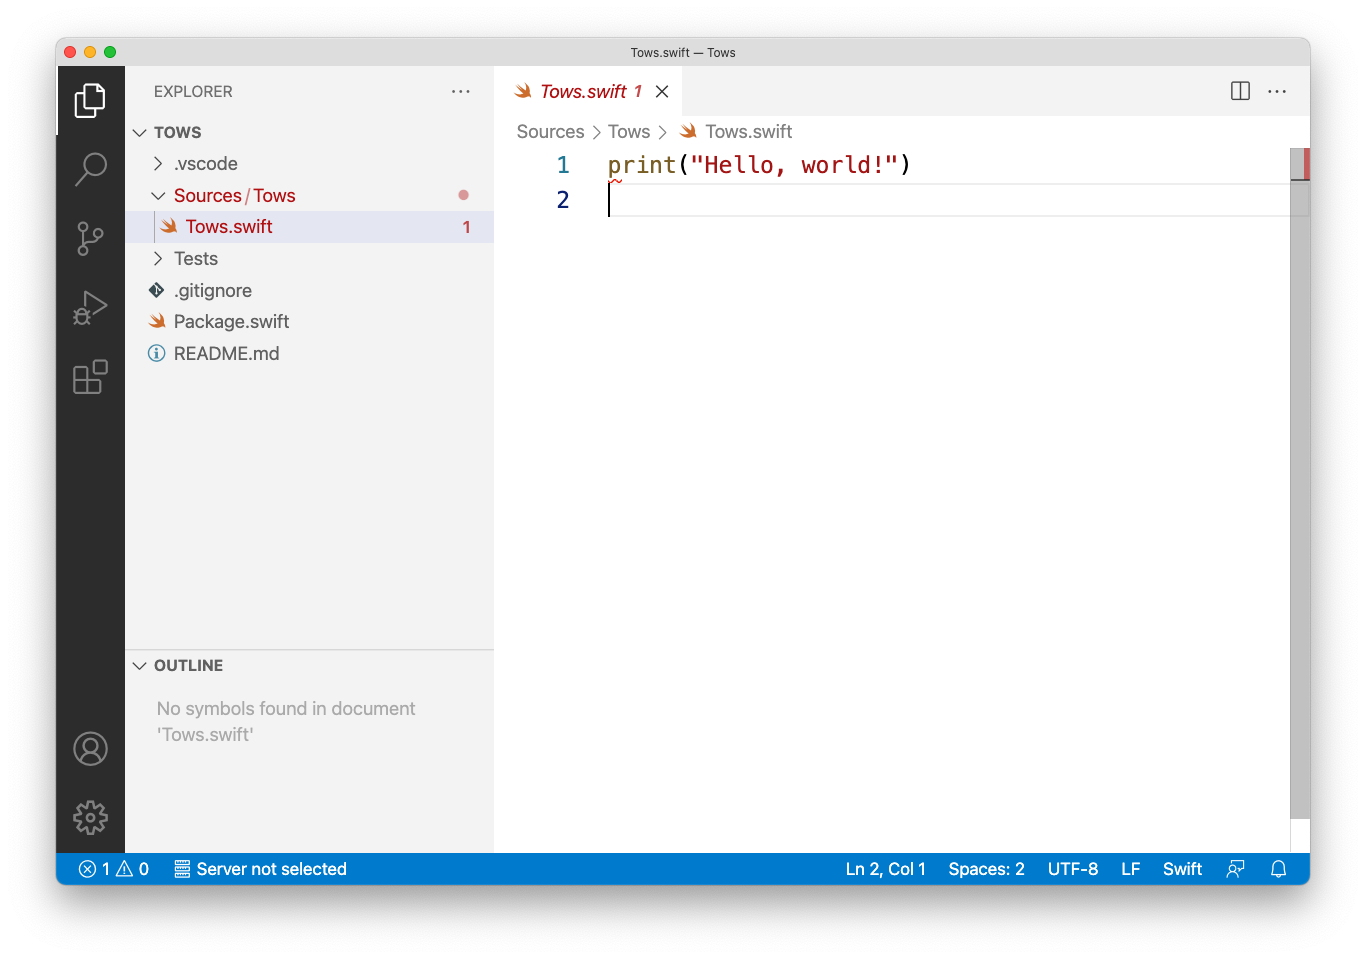 Tows.swift — Tows
EXPLORER
TOWS
.vscode
Sources/Tows
Tows.swift 1
Tests
.gitignore
Package.swift
README.md
OUTLINE
No symbols found in document
'Tows.swift'
Tows.swift 1
Sources > Tows > Tows.swift
1 print("Hello, world!")
2
1 0 Server not selected
Ln 2, Col 1 Spaces: 2 UTF-8 LF Swift